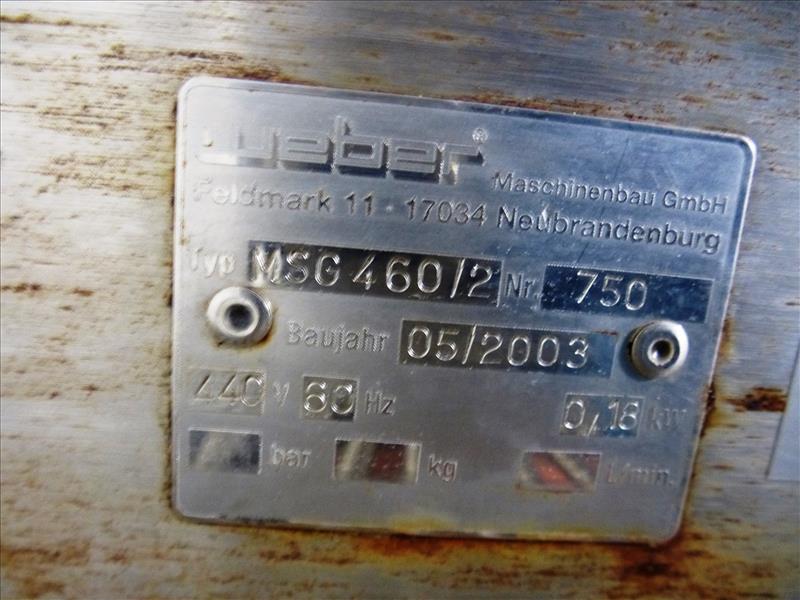 weber®
Maschinenbau GmbH
Feldmark 11 · 17034 Neubrandenburg
Typ MSG 460/2 Nr. 750
Baujahr 05/2003
440 V 60 Hz 0,18 kW
bar kg L/min.